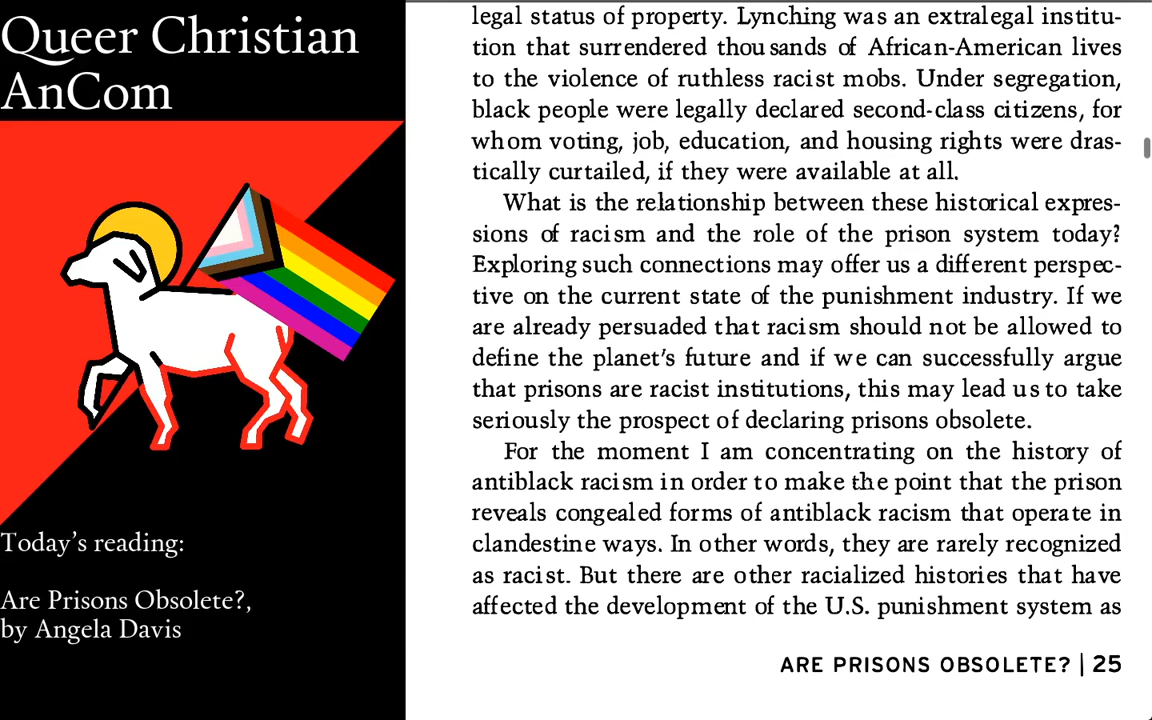 Queer Christian
AnCom
Today's reading:
Are Prisons Obsolete?,
by Angela Davis
legal status of property. Lynching was an extralegal institu-
tion that surrendered thousands of African-American lives
to the violence of ruthless racist mobs. Under segregation,
black people were legally declared second-class citizens, for
whom voting, job, education, and housing rights were dras-
tically curtailed, if they were available at all.
What is the relationship between these historical expres-
sions of racism and the role of the prison system today?
Exploring such connections may offer us a different perspec-
tive on the current state of the punishment industry. If we
are already persuaded that racism should not be allowed to
define the planet's future and if we can successfully argue
that prisons are racist institutions, this may lead us to take
seriously the prospect of declaring prisons obsolete.
For the moment I am concentrating on the history of
antiblack racism in order to make the point that the prison
reveals congealed forms of antiblack racism that operate in
clandestine ways. In other words, they are rarely recognized
as racist. But there are other racialized histories that have
affected the development of the U.S. punishment system as
ARE PRISONS OBSOLETE? | 25